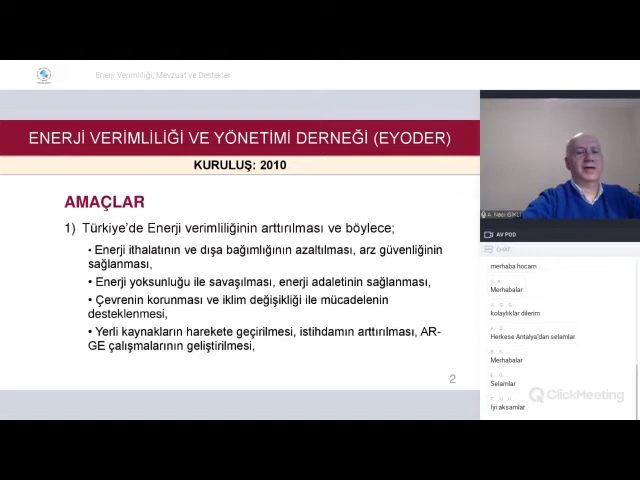 Enerji Verimliliği, Mevzuat ve Destekler
ENERJİ VERİMLİLİĞİ VE YÖNETİMİ DERNEĞİ (EYODER)
KURULUŞ: 2010
AMAÇLAR
1) Türkiye'de Enerji verimliliğinin arttırılması ve böylece;
• Enerji ithalatının ve dışa bağımlığının azaltılması, arz güvenliğinin
sağlanması,
• Enerji yoksunluğu ile savaşılması, enerji adaletinin sağlanması,
• Çevrenin korunması ve iklim değişikliği ile mücadelenin
desteklenmesi,
• Yerli kaynakların harekete geçirilmesi, istihdamın arttırılması, AR-
GE çalışmalarının geliştirilmesi,
2
AV POD
CHAT
merhaba hocam
Merhabalar
kolaylıklar dilerim
Herkese Antalya'dan selamlar
Merhabalar
Selamlar
İyi aksamlar
ClickMeeting